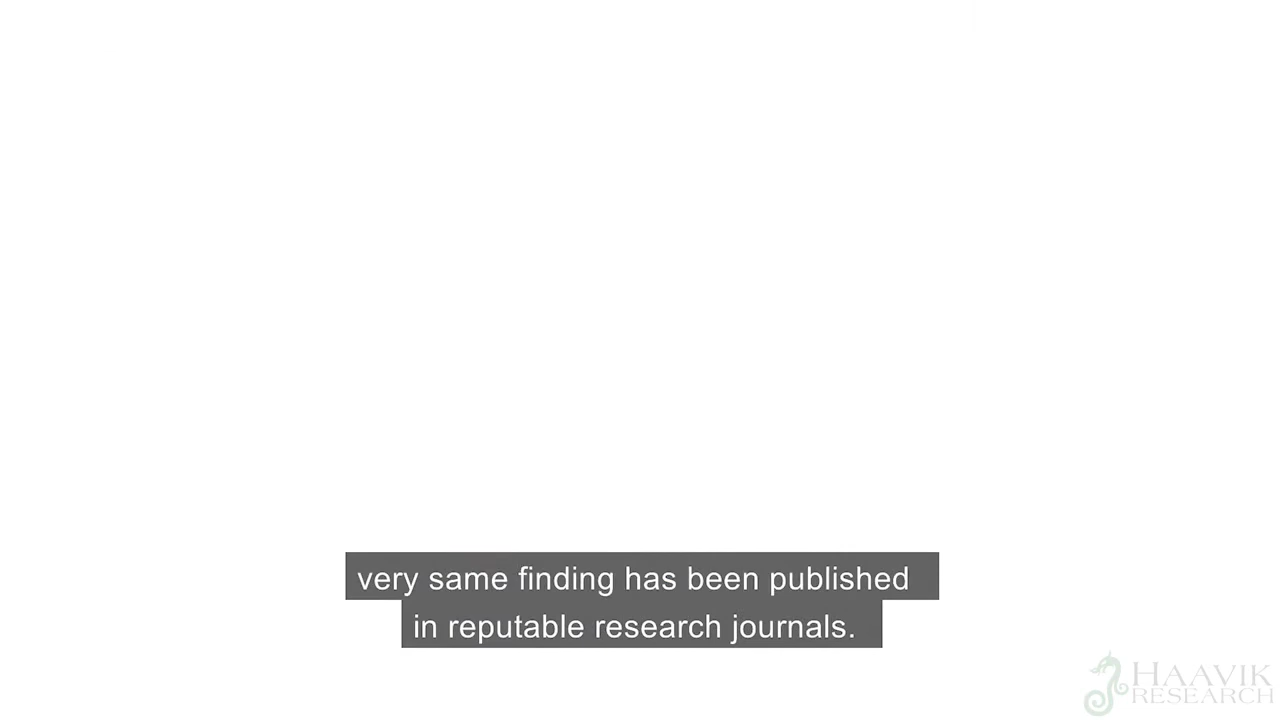 very same finding has been published
in reputable research journals.
HAAVIK
RESEARCH